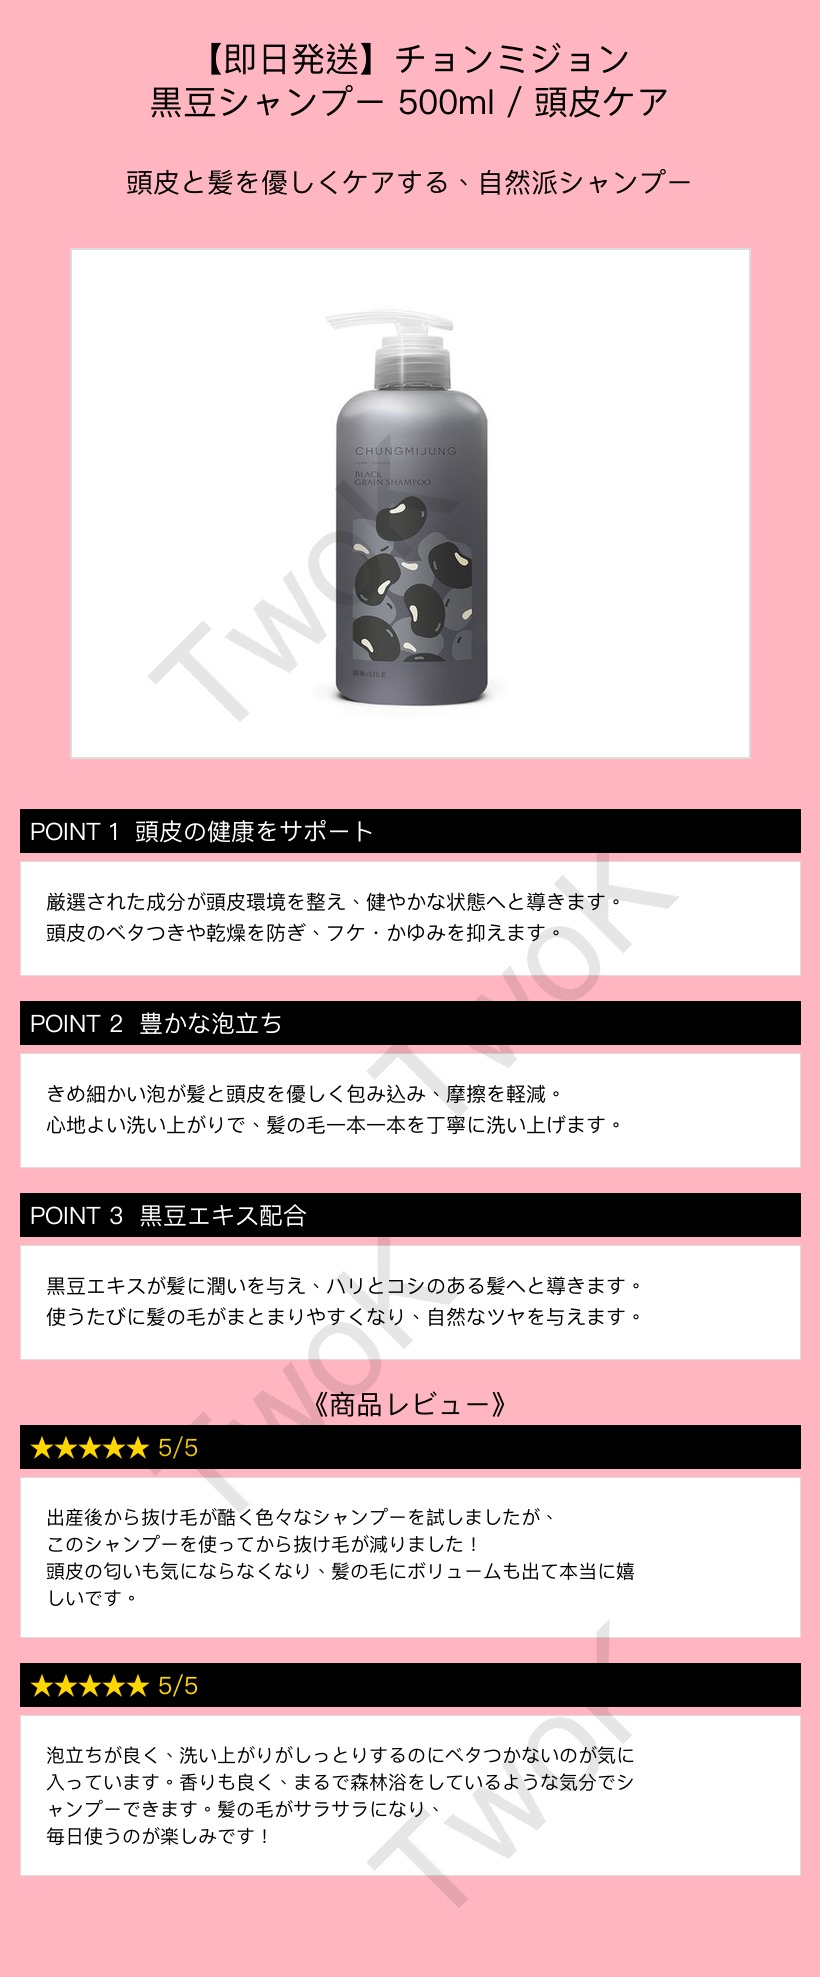 【即日発送】チョンミジョン
黒豆シャンプー 500ml / 頭皮ケア
頭皮と髪を優しくケアする、自然派シャンプー
CHUNGMIJUNG
BLACK
GRAIN SHAMPOO
TwoK
POINT 1 頭皮の健康をサポート
厳選された成分が頭皮環境を整え、健やかな状態へと導きます。
頭皮のベタつきや乾燥を防ぎ、フケ・かゆみを抑えます。
TwoK
POINT 2 豊かな泡立ち
きめ細かい泡が髪と頭皮を優しく包み込み、摩擦を軽減。
心地よい洗い上がりで、髪の毛一本一本を丁寧に洗い上げます。
POINT 3 黒豆エキス配合
黒豆エキスが髪に潤いを与え、ハリとコシのある髪へと導きます。
使うたびに髪の毛がまとまりやすくなり、自然なツヤを与えます。
TwoK
《商品レビュー》
★★★★★ 5/5
出産後から抜け毛が酷く色々なシャンプーを試しましたが、
このシャンプーを使ってから抜け毛が減りました！
頭皮の匂いも気にならなくなり、髪の毛にボリュームも出て本当に嬉
しいです。
★★★★★ 5/5
泡立ちが良く、洗い上がりがしっとりするのにベタつかないのが気に
入っています。香りも良く、まるで森林浴をしているような気分でシ
ャンプーできます。髪の毛がサラサラになり、
毎日使うのが楽しみです！
TwoK